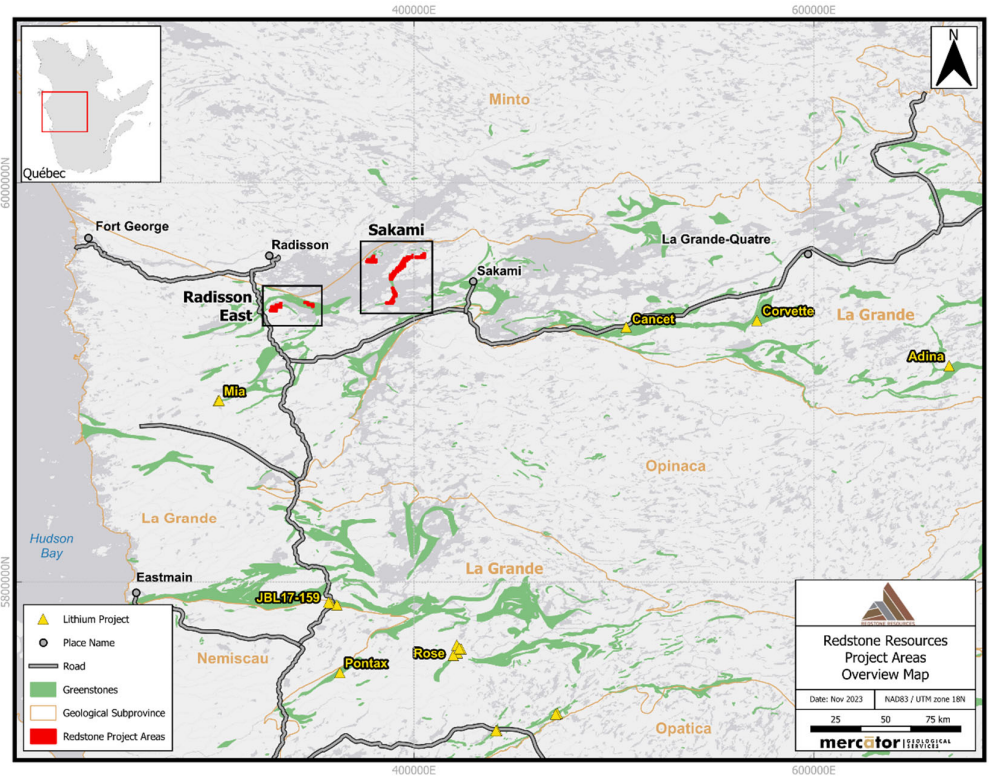 400000E
600000E
N
Québec
Minto
6000000N
Fort George
Radisson
Sakami
La Grande-Quatre
Sakami
Radisson
East
Cancet
Corvette
La Grande
Adina
Mia
Opinaca
La Grande
Hudson
Bay
La Grande
5800000N
Eastmain
JBL17-159
Nemiscau
Pontax
Rose
Opatica
Lithium Project
Place Name
Road
Greenstones
Geological Subprovince
Redstone Project Areas
REDSTONE RESOURCES
Redstone Resources
Project Areas
Overview Map
Date: Nov 2023
NAD83 / UTM zone 18N
25 50 75 km
mercator GEOLOGICAL
SERVICES
400000E
600000E